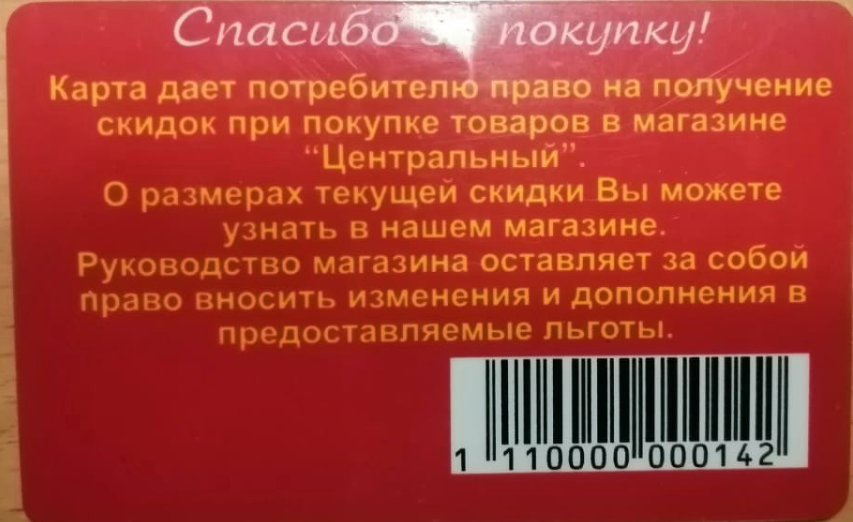 Спасибо за покупку!
Карта дает потребителю право на получение
скидок при покупке товаров в магазине
“Центральный”.
О размерах текущей скидки Вы можете
узнать в нашем магазине.
Руководство магазина оставляет за собой
право вносить изменения и дополнения в
предоставляемые льготы.
1 110000 000142